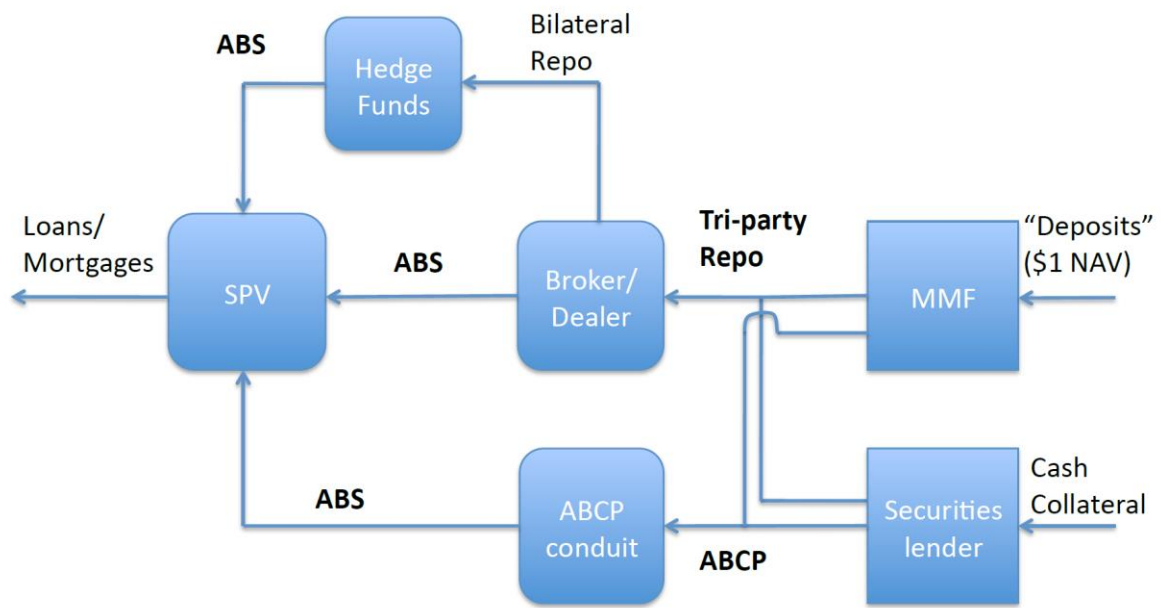 ABS
Hedge
Funds
Bilateral
Repo
Loans/
Mortgages
SPV
ABS
Broker/
Dealer
Tri-party
Repo
MMF
“Deposits”
($1 NAV)
ABS
ABCP
conduit
ABCP
Securities
lender
Cash
Collateral